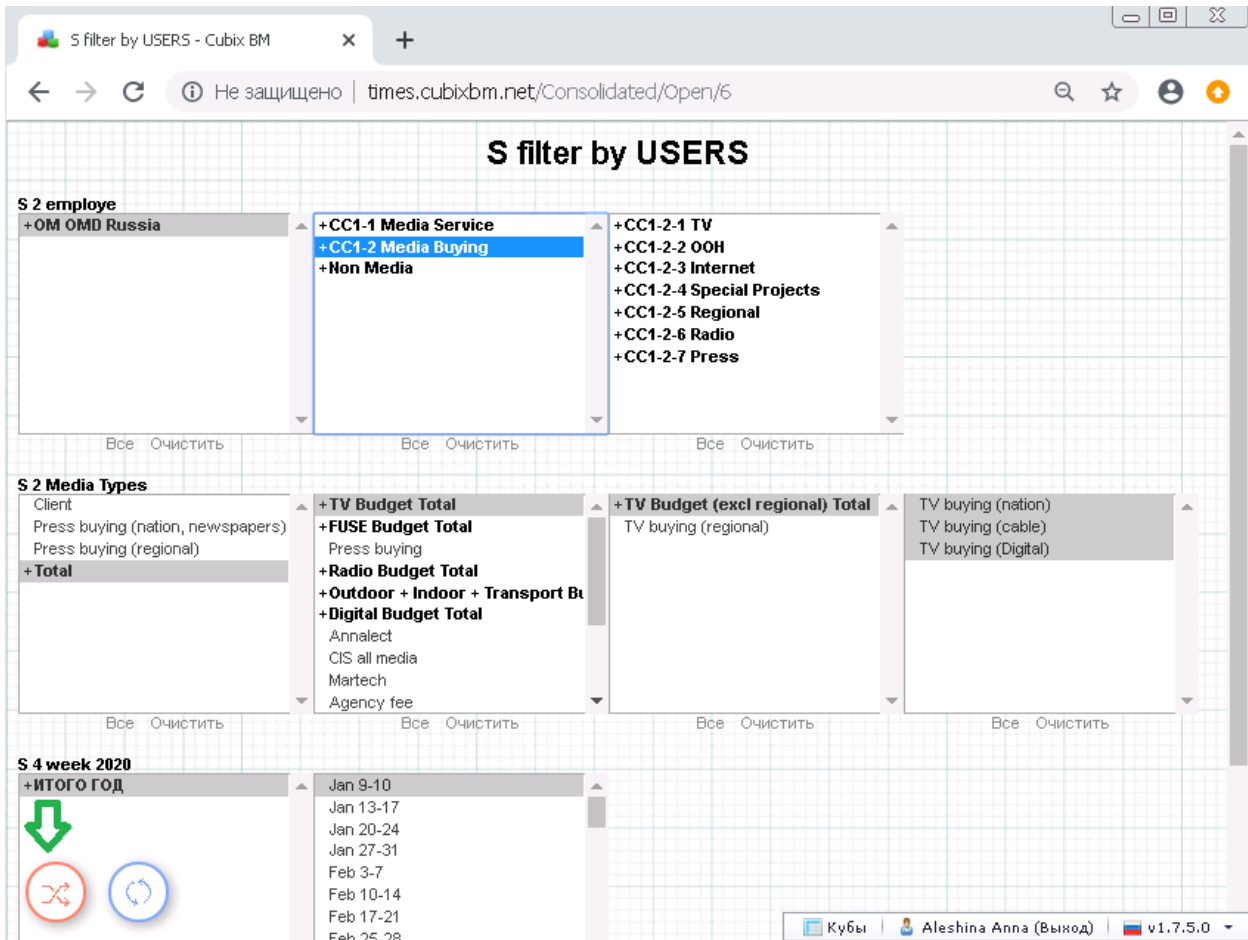 S filter by USERS - Cubix BM
Не защищено | times.cubixbm.net/Consolidated/Open/6
S filter by USERS
S 2 employe
+OM OMD Russia
+CC1-1 Media Service
+CC1-2 Media Buying
+Non Media
+CC1-2-1 TV
+CC1-2-2 OOH
+CC1-2-3 Internet
+CC1-2-4 Special Projects
+CC1-2-5 Regional
+CC1-2-6 Radio
+CC1-2-7 Press
Все Очистить
Все Очистить
Все Очистить
S 2 Media Types
Client
Press buying (nation, newspapers)
Press buying (regional)
+Total
+TV Budget Total
+FUSE Budget Total
Press buying
+Radio Budget Total
+Outdoor + Indoor + Transport Bu
+Digital Budget Total
Annalect
CIS all media
Martech
Agency fee
+TV Budget (excl regional) Total
TV buying (regional)
TV buying (nation)
TV buying (cable)
TV buying (Digital)
Все Очистить
Все Очистить
Все Очистить
Все Очистить
S 4 week 2020
+ИТОГО ГОД
Jan 9-10
Jan 13-17
Jan 20-24
Jan 27-31
Feb 3-7
Feb 10-14
Feb 17-21
Feb 25-28
Кубы
Aleshina Anna (Выход)
v1.7.5.0